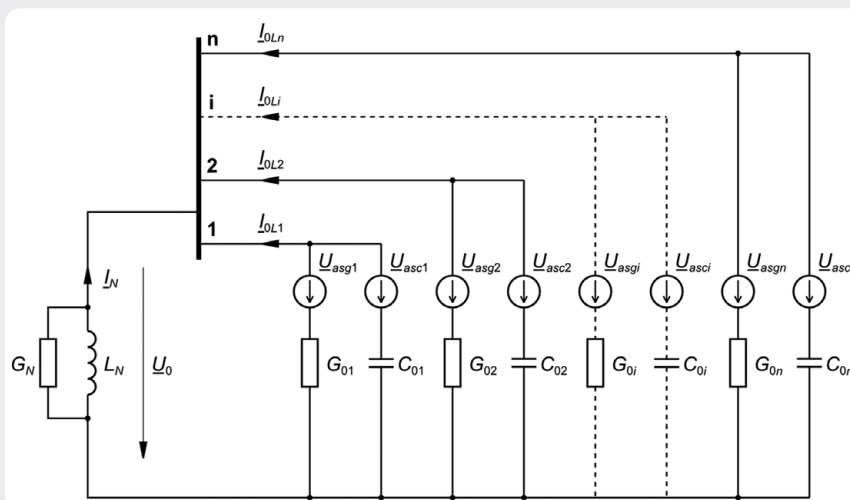 n I0Ln
i I0Li
2 I0L2
1 I0L1
Uasg1 Uasc1 Uasg2 Uasc2 Uasgi Uasci Uasgn Uasc
IN
GN LN U0 G01 C01 G02 C02 G0i C0i G0n